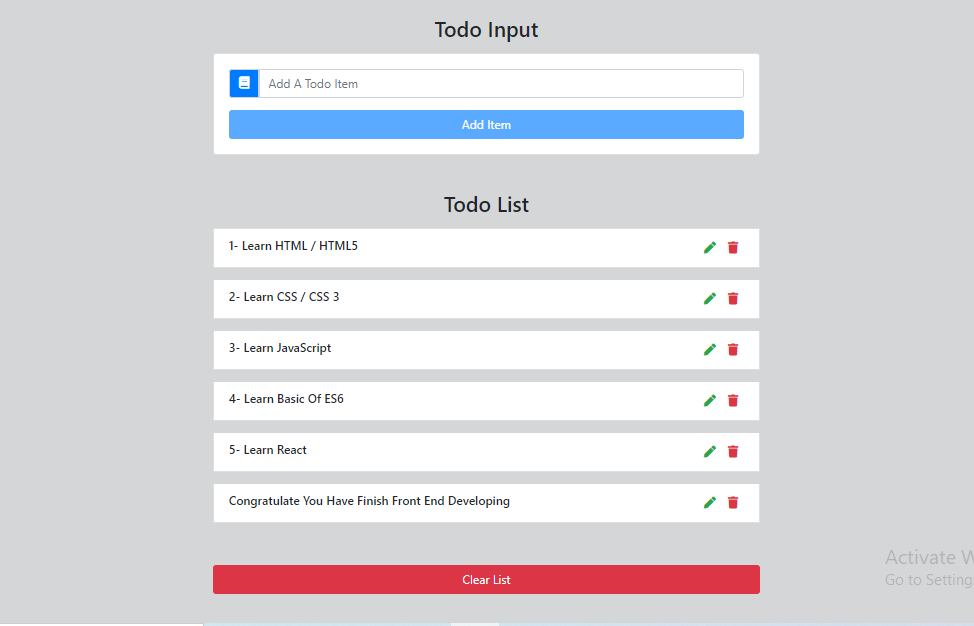 Todo Input
Add A Todo Item
Add Item
Todo List
1- Learn HTML / HTML5
2- Learn CSS / CSS 3
3- Learn JavaScript
4- Learn Basic Of ES6
5- Learn React
Congratulate You Have Finish Front End Developing
Activate W
Go to Setting
Clear List